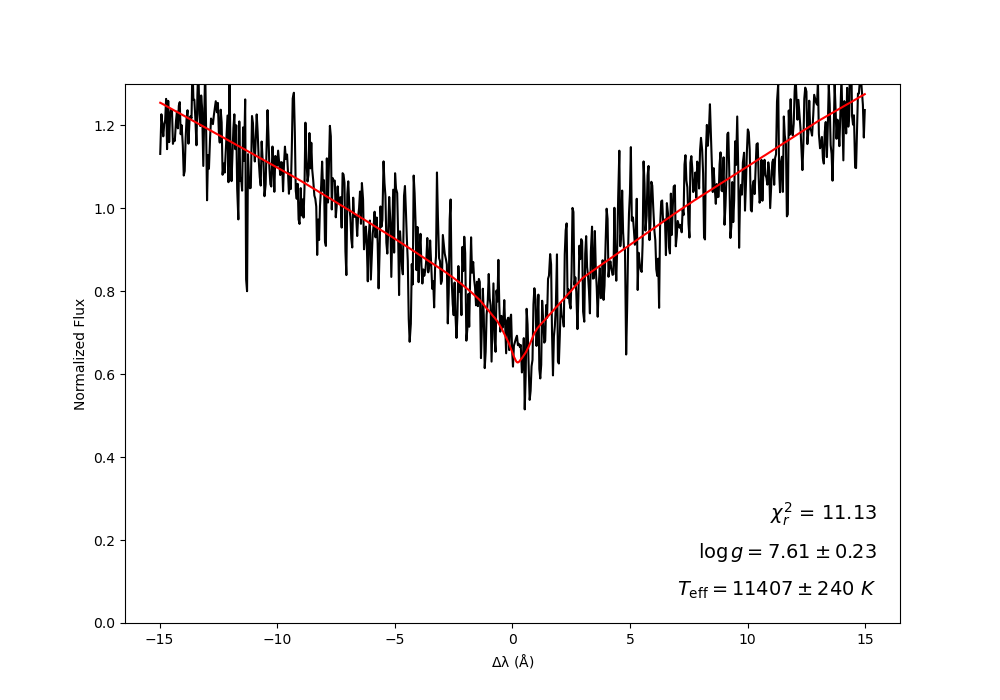 1.2
1.0
0.8
0.6
0.4
0.2
0.0
Normalized Flux
χ²ᵣ = 11.13
log g = 7.61 ± 0.23
T_eff = 11407 ± 240 K
−15 −10 −5 0 5 10 15
Δλ (Å)